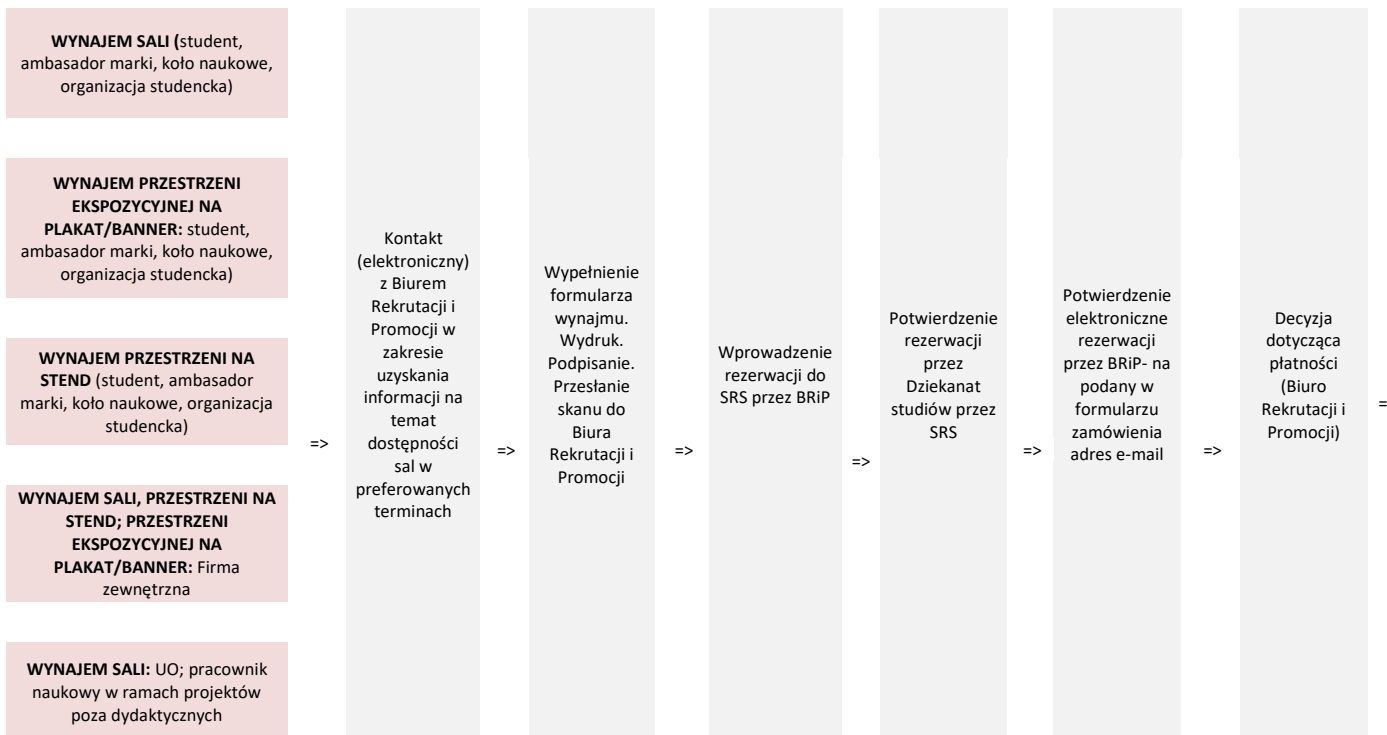 WYNAJEM SALI (student,
ambasador marki, koło naukowe,
organizacja studencka)
WYNAJEM PRZESTRZENI
EKSPOZYCYJNEJ NA
PLAKAT/BANNER: student,
ambasador marki, koło naukowe,
organizacja studencka)
WYNAJEM PRZESTRZENI NA
STEND (student, ambasador
marki, koło naukowe, organizacja
studencka)
WYNAJEM SALI, PRZESTRZENI NA
STEND; PRZESTRZENI
EKSPOZYCYJNEJ NA
PLAKAT/BANNER: Firma
zewnętrzna
WYNAJEM SALI: UO; pracownik
naukowy w ramach projektów
poza dydaktycznych
=>
Kontakt
(elektroniczny)
z Biurem
Rekrutacji i
Promocji w
zakresie
uzyskania
informacji na
temat
dostępności
sal w
preferowanych
terminach
=>
Wypełnienie
formularza
wynajmu.
Wydruk.
Podpisanie.
Przesłanie
skanu do
Biura
Rekrutacji i
Promocji
=>
Wprowadzenie
rezerwacji do
SRS przez BRiP
=>
Potwierdzenie
rezerwacji
przez
Dziekanat
studiów przez
SRS
=>
Potwierdzenie
elektroniczne
rezerwacji
przez BRiP- na
podany w
formularzu
zamówienia
adres e-mail
=>
Decyzja
dotycząca
płatności
(Biuro
Rekrutacji i
Promocji)
=